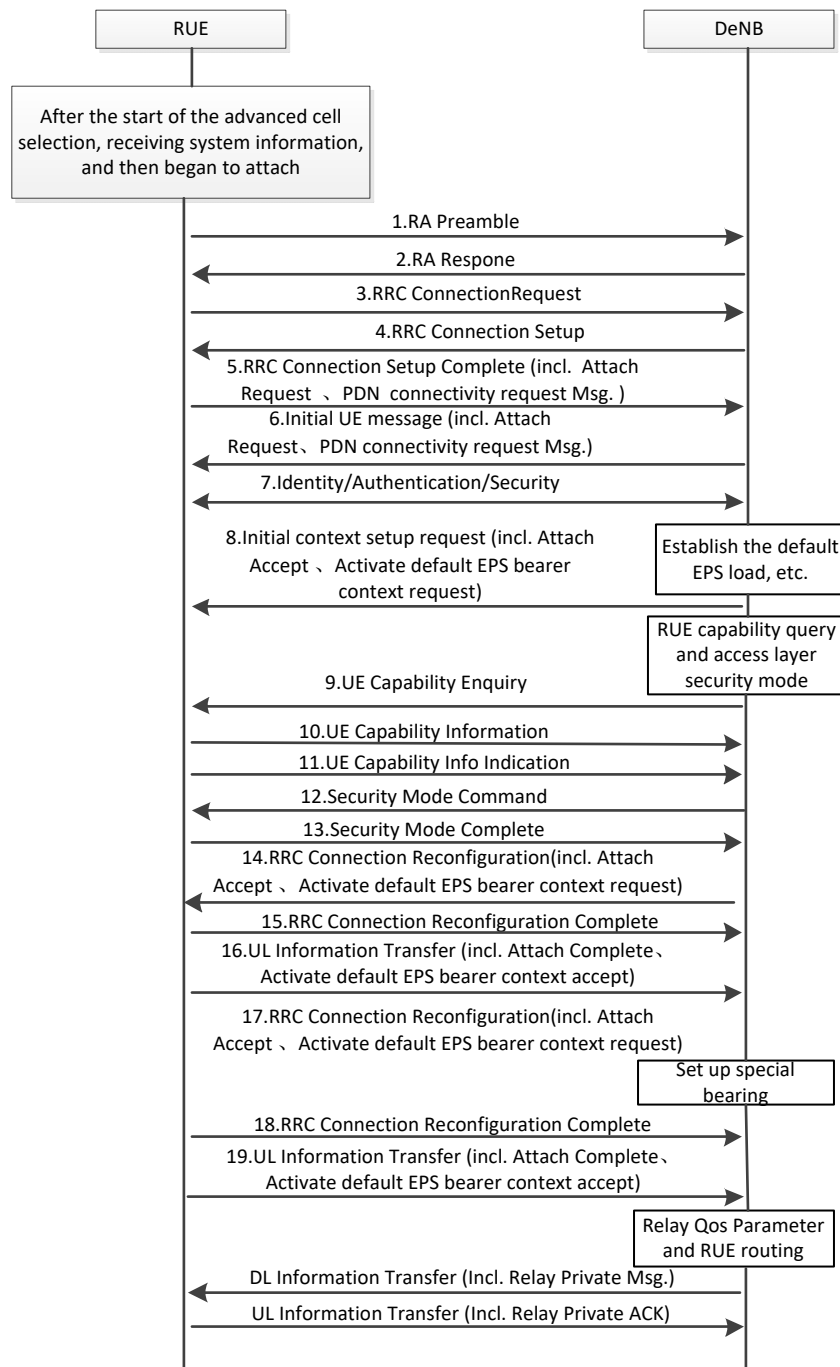 RUE
DeNB
After the start of the advanced cell
selection, receiving system information,
and then began to attach
1.RA Preamble
2.RA Respone
3.RRC ConnectionRequest
4.RRC Connection Setup
5.RRC Connection Setup Complete (incl. Attach
Request 、PDN connectivity request Msg. )
6.Initial UE message (incl. Attach
Request、PDN connectivity request Msg.)
7.Identity/Authentication/Security
8.Initial context setup request (incl. Attach
Accept 、Activate default EPS bearer
context request)
Establish the default
EPS load, etc.
RUE capability query
and access layer
security mode
9.UE Capability Enquiry
10.UE Capability Information
11.UE Capability Info Indication
12.Security Mode Command
13.Security Mode Complete
14.RRC Connection Reconfiguration(incl. Attach
Accept 、Activate default EPS bearer context request)
15.RRC Connection Reconfiguration Complete
16.UL Information Transfer (incl. Attach Complete、
Activate default EPS bearer context accept)
17.RRC Connection Reconfiguration(incl. Attach
Accept 、Activate default EPS bearer context request)
Set up special
bearing
18.RRC Connection Reconfiguration Complete
19.UL Information Transfer (incl. Attach Complete、
Activate default EPS bearer context accept)
Relay Qos Parameter
and RUE routing
DL Information Transfer (Incl. Relay Private Msg.)
UL Information Transfer (Incl. Relay Private ACK)